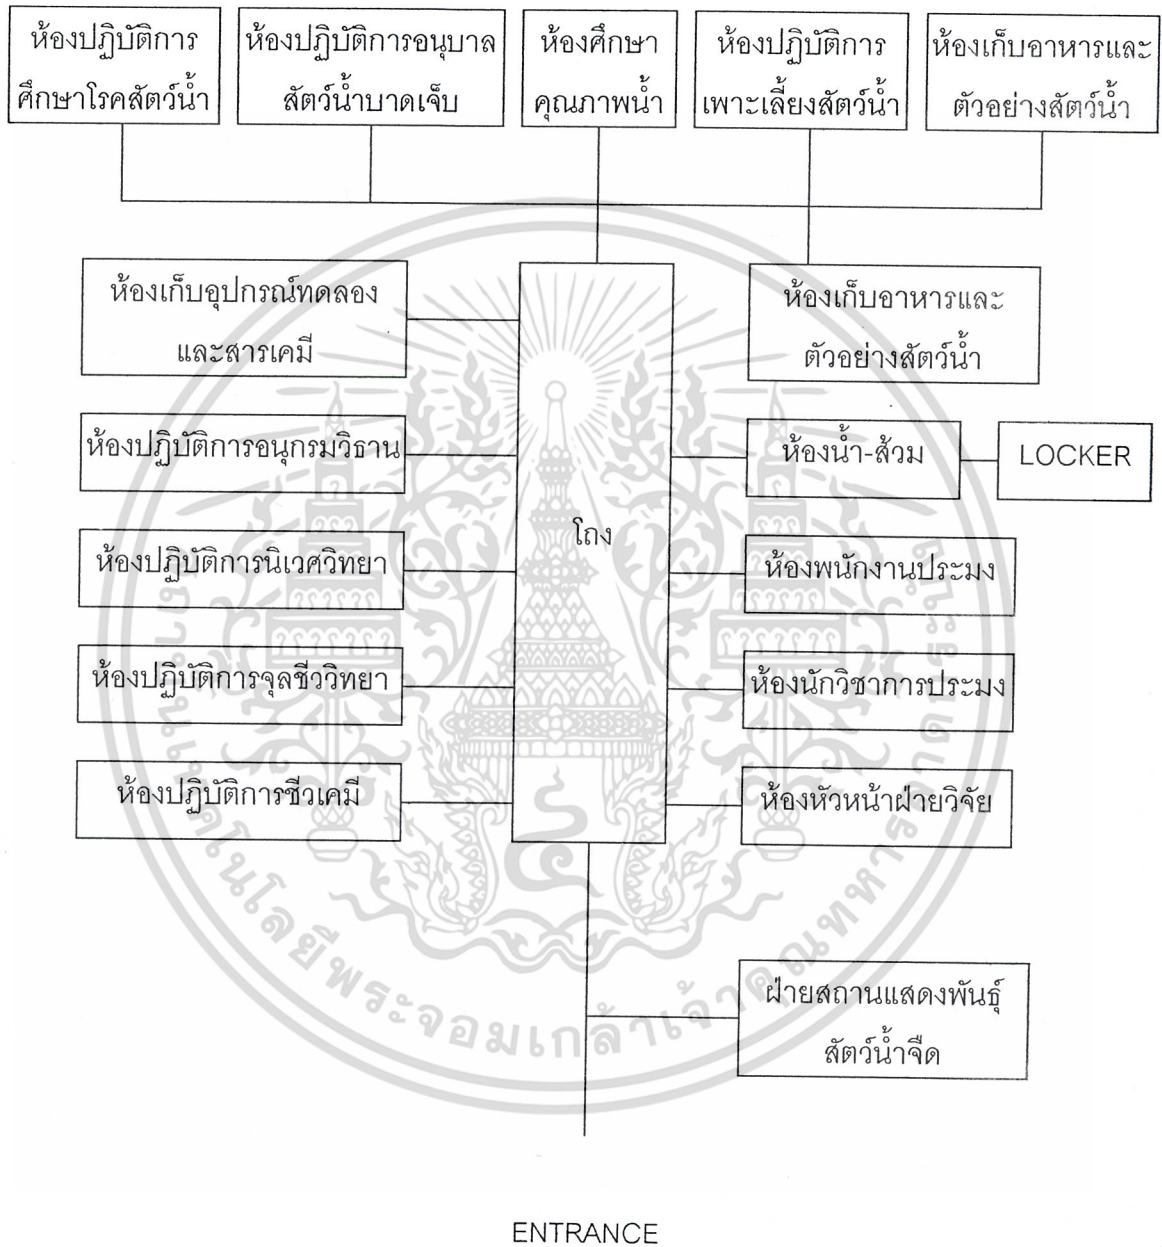 ห้องปฏิบัติการ
ศึกษาโรคสัตว์น้ำ
ห้องปฏิบัติการอนุบาล
สัตว์น้ำบาดเจ็บ
ห้องศึกษา
คุณภาพน้ำ
ห้องปฏิบัติการ
เพาะเลี้ยงสัตว์น้ำ
ห้องเก็บอาหารและ
ตัวอย่างสัตว์น้ำ
ห้องเก็บอุปกรณ์ทดลอง
และสารเคมี
ห้องเก็บอาหารและ
ตัวอย่างสัตว์น้ำ
ห้องปฏิบัติการอนุกรมวิธาน
ห้องน้ำ-ส้วม
LOCKER
โถง
ห้องปฏิบัติการนิเวศวิทยา
ห้องพนักงานประมง
ห้องปฏิบัติการจุลชีววิทยา
ห้องนักวิชาการประมง
ห้องปฏิบัติการชีวเคมี
ห้องหัวหน้าฝ่ายวิจัย
ฝ่ายสถานแสดงพันธุ์
สัตว์น้ำจืด
ENTRANCE